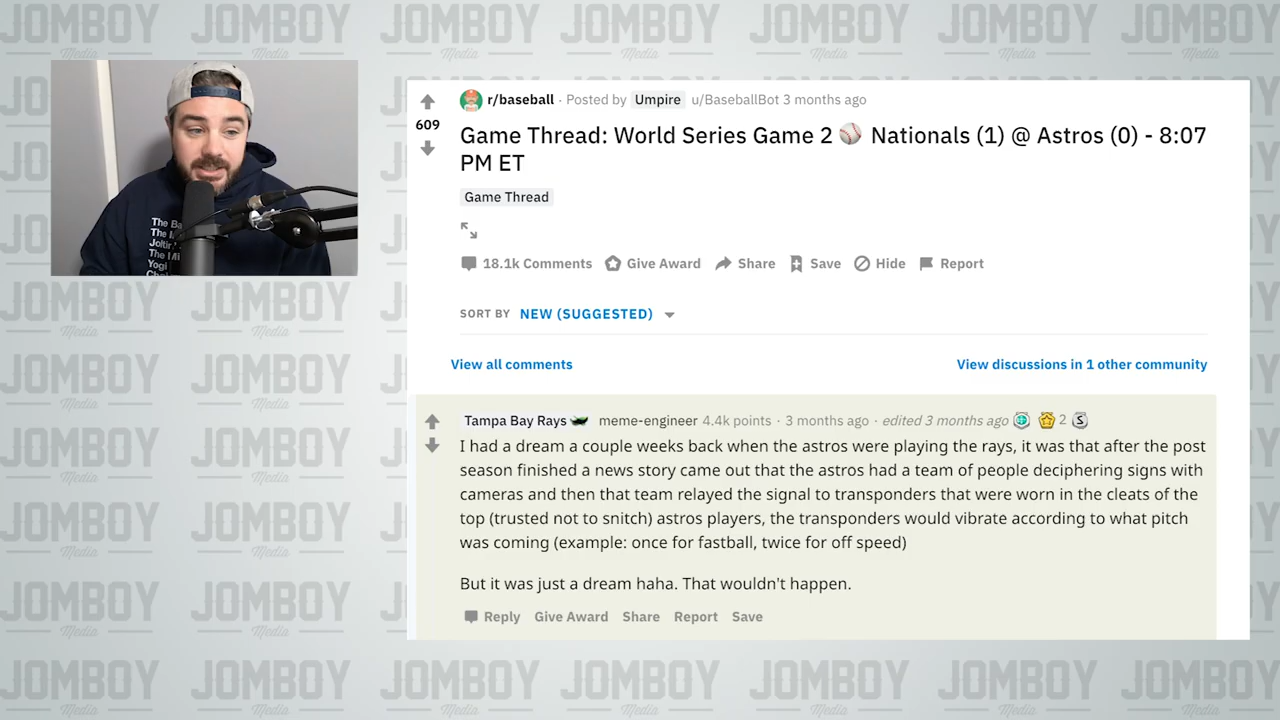 JOMBOY
Media
r/baseball · Posted by Umpire u/BaseballBot 3 months ago
609
Game Thread: World Series Game 2 ⚾ Nationals (1) @ Astros (0) - 8:07
PM ET
Game Thread
18.1k Comments Give Award Share Save Hide Report
SORT BY NEW (SUGGESTED)
View all comments View discussions in 1 other community
Tampa Bay Rays meme-engineer 4.4k points · 3 months ago · edited 3 months ago 2 S
I had a dream a couple weeks back when the astros were playing the rays, it was that after the post
season finished a news story came out that the astros had a team of people deciphering signs with
cameras and then that team relayed the signal to transponders that were worn in the cleats of the
top (trusted not to snitch) astros players, the transponders would vibrate according to what pitch
was coming (example: once for fastball, twice for off speed)
But it was just a dream haha. That wouldn't happen.
Reply Give Award Share Report Save
The Ba
Yogi